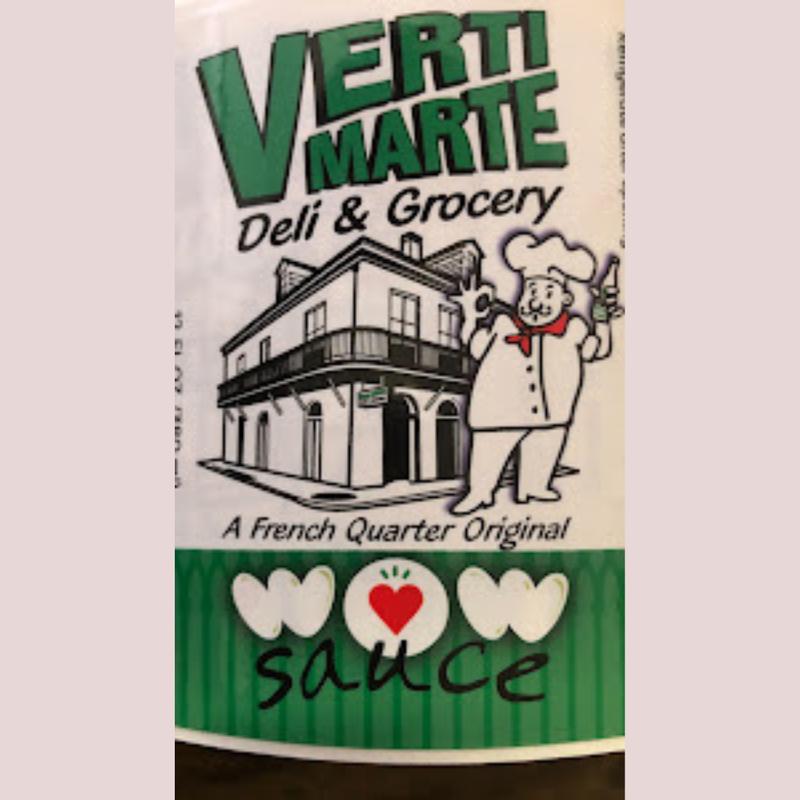 VERTI
MARTE
Deli & Grocery
A French Quarter Original
WOW
sauce